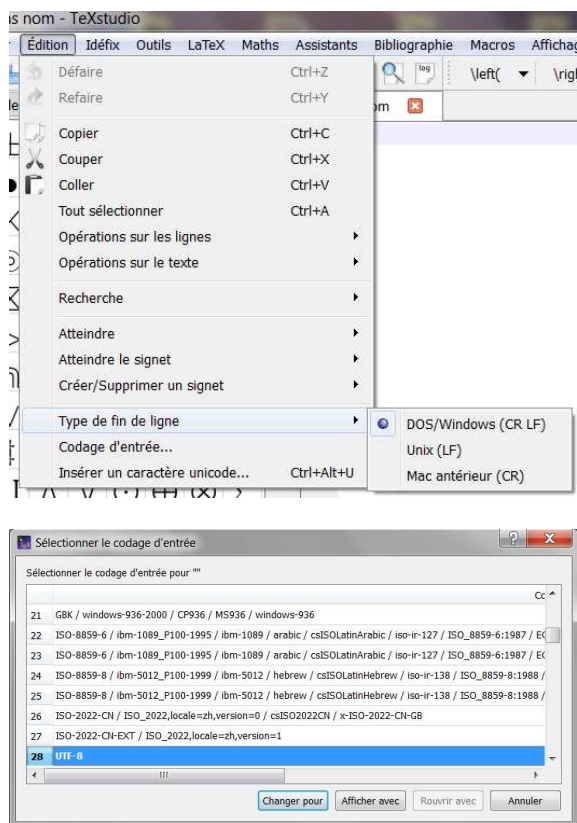 ns nom - TeXstudio
Édition Idéfix Outils LaTeX Maths Assistants Bibliographie Macros Affichag
Défaire Ctrl+Z
log \left( \rig
Refaire Ctrl+Y
om
Copier Ctrl+C
Couper Ctrl+X
Coller Ctrl+V
Tout sélectionner Ctrl+A
Opérations sur les lignes
Opérations sur le texte
Recherche
Atteindre
Atteindre le signet
Créer/Supprimer un signet
Type de fin de ligne
DOS/Windows (CR LF)
Codage d'entrée...
Unix (LF)
Insérer un caractère unicode... Ctrl+Alt+U
Mac antérieur (CR)
Sélectionner le codage d'entrée
Sélectionner le codage d'entrée pour ""
Cc
21 GBK / windows-936-2000 / CP936 / MS936 / windows-936
22 ISO-8859-6 / ibm-1089_P100-1995 / ibm-1089 / arabic / csISOLatinArabic / iso-ir-127 / ISO_8859-6:1987 / EC
23 ISO-8859-6 / ibm-1089_P100-1995 / ibm-1089 / arabic / csISOLatinArabic / iso-ir-127 / ISO_8859-6:1987 / EC
24 ISO-8859-8 / ibm-5012_P100-1999 / ibm-5012 / hebrew / csISOLatinHebrew / iso-ir-138 / ISO_8859-8:1988 /
25 ISO-8859-8 / ibm-5012_P100-1999 / ibm-5012 / hebrew / csISOLatinHebrew / iso-ir-138 / ISO_8859-8:1988 /
26 ISO-2022-CN / ISO_2022,locale=zh,version=0 / csISO2022CN / x-ISO-2022-CN-GB
27 ISO-2022-CN-EXT / ISO_2022,locale=zh,version=1
28 UTF-8
Changer pour Afficher avec Rouvrir avec Annuler